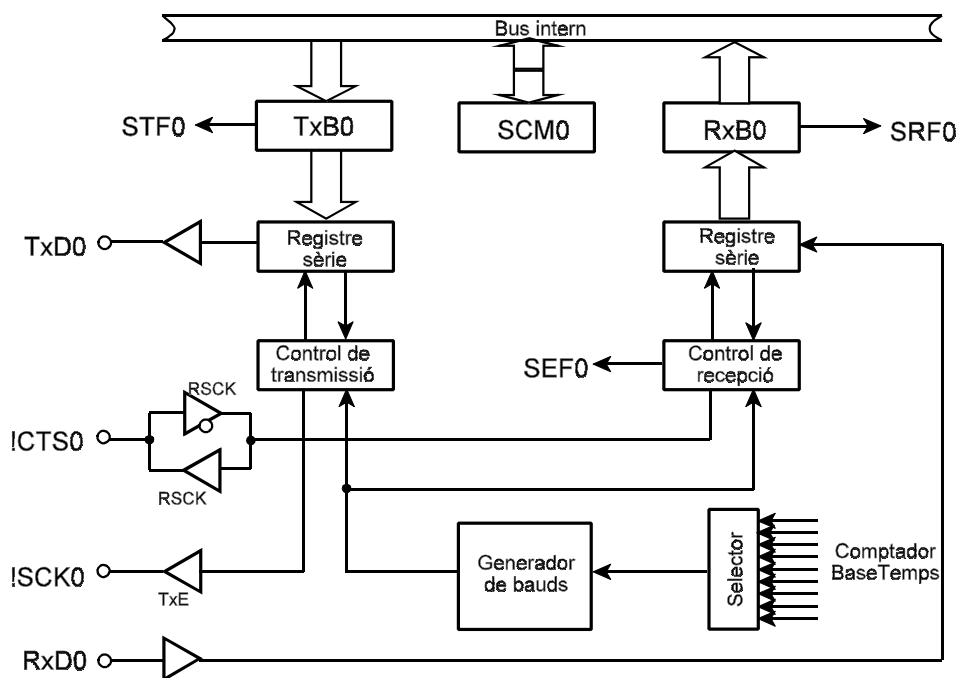 Bus intern
STF0
TxB0
SCM0
RxB0
SRF0
TxD0
Registre
sèrie
Registre
sèrie
Control de
transmissió
SEF0
Control de
recepció
RSCK
!CTS0
RSCK
!SCK0
TxE
Generador
de bauds
Selector
Comptador
BaseTemps
RxD0